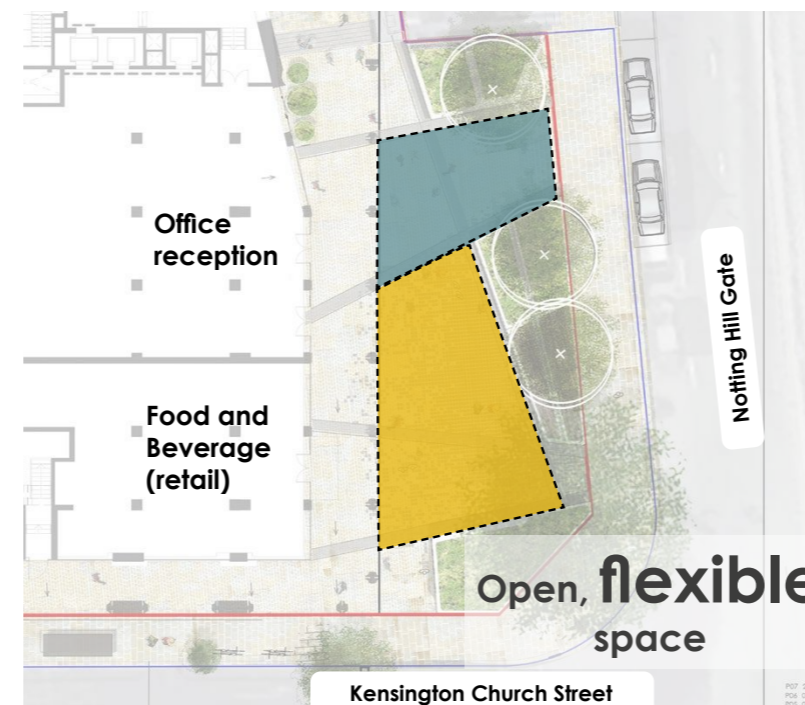 Office
reception
Notting Hill Gate
Food and
Beverage
(retail)
Open, flexible
space
Kensington Church Street